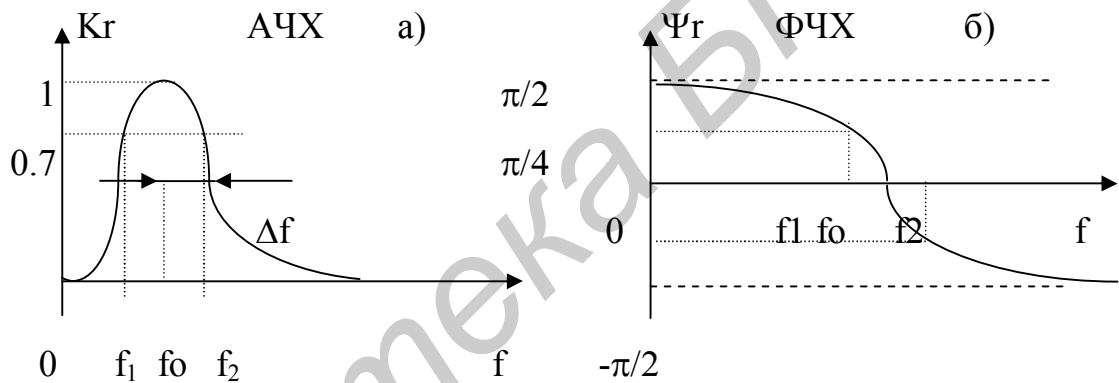 Kr АЧХ а) Ψr ФЧХ б)
1 π/2
0.7 π/4
Δf 0 f1 fo f2 f
0 f₁ fo f₂ f -π/2
тека Б